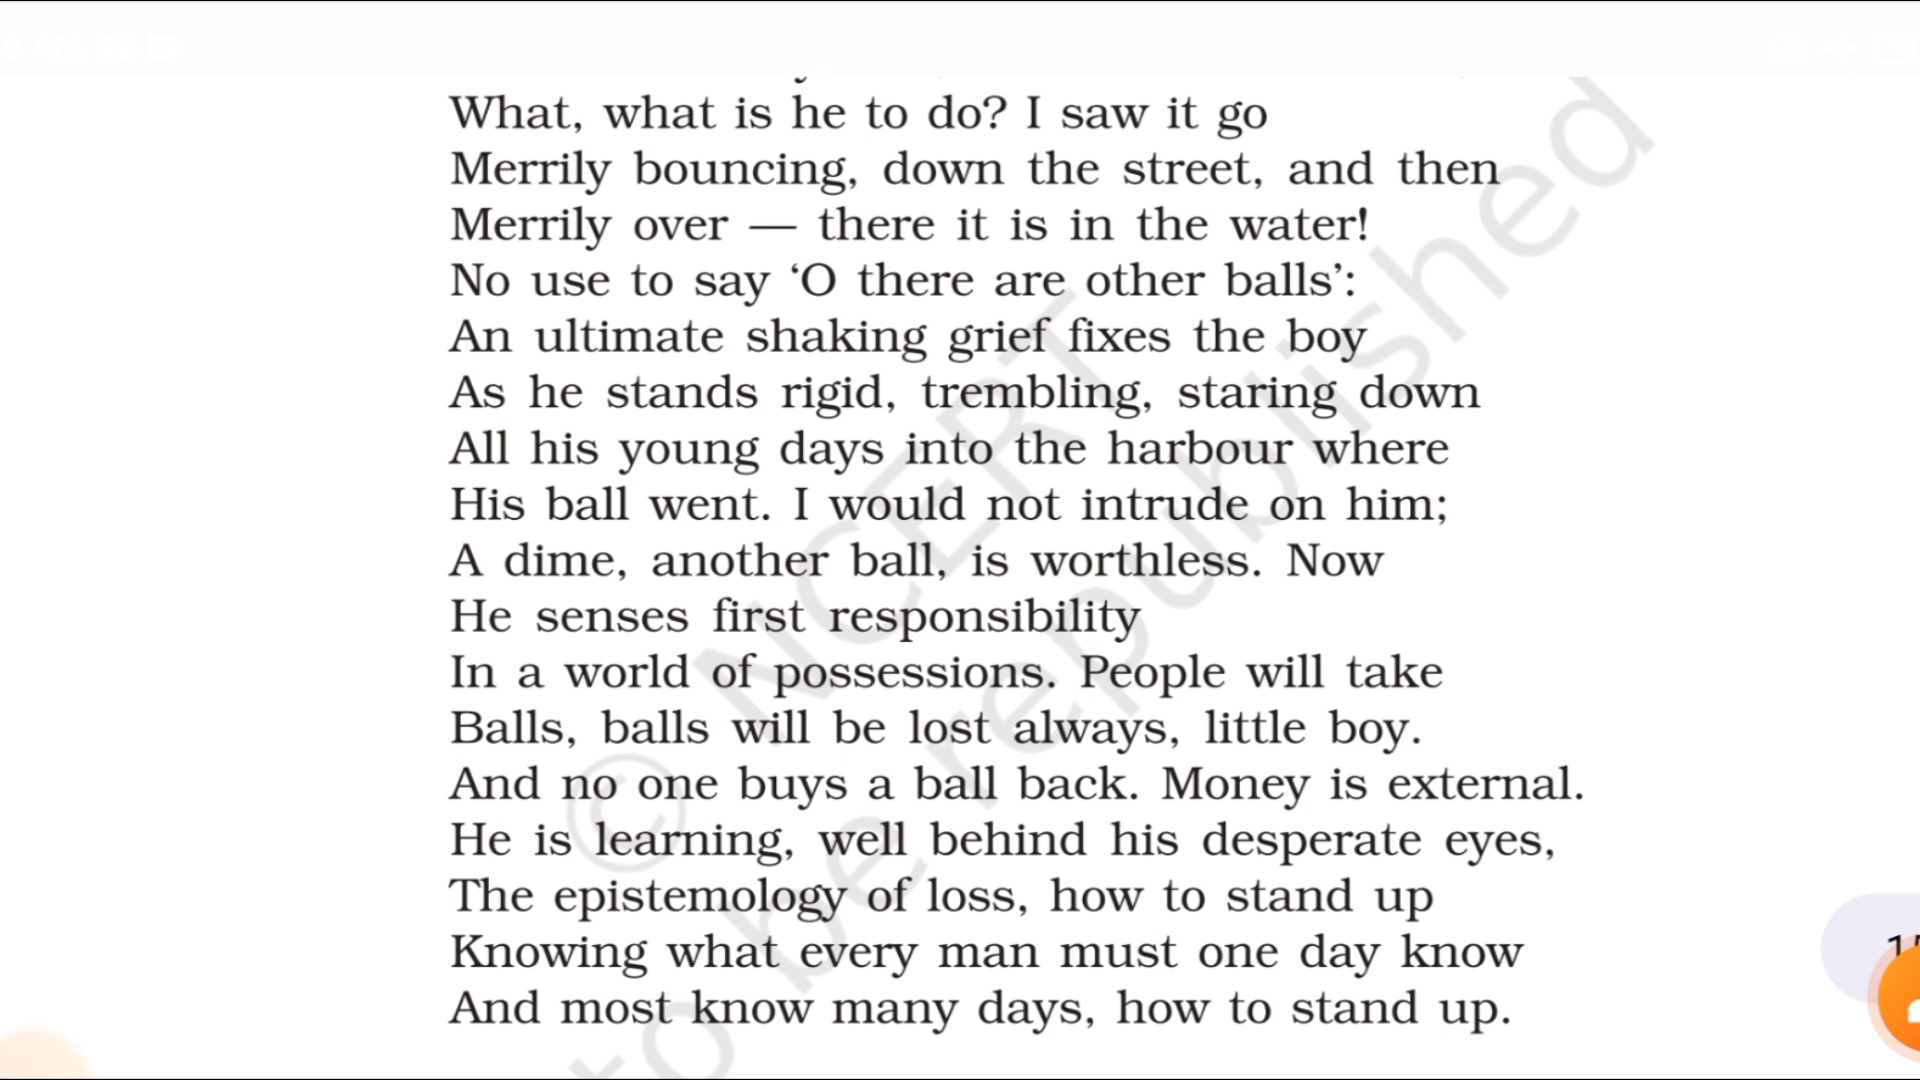 What, what is he to do? I saw it go
Merrily bouncing, down the street, and then
Merrily over — there it is in the water!
No use to say ‘O there are other balls’:
An ultimate shaking grief fixes the boy
As he stands rigid, trembling, staring down
All his young days into the harbour where
His ball went. I would not intrude on him;
A dime, another ball, is worthless. Now
He senses first responsibility
In a world of possessions. People will take
Balls, balls will be lost always, little boy.
And no one buys a ball back. Money is external.
He is learning, well behind his desperate eyes,
The epistemology of loss, how to stand up
Knowing what every man must one day know
And most know many days, how to stand up.
© NCERT
to be republished